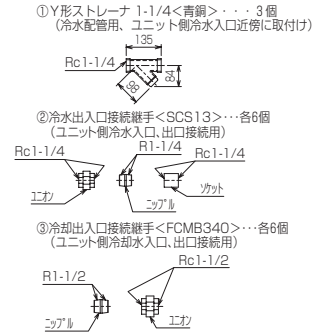 ①Y形ストレーナ 1-1/4<青銅>・・・3個
(冷水配管用、ユニット側冷水入口近傍に取付け)
135
Rc1-1/4
84
88
②冷水出入口接続継手<SCS13>…各6個
(ユニット側冷水入口、出口接続用)
R1-1/4
Rc1-1/4
Rc1-1/4
ユニオン
ソケット
ニップル
③冷却出入口接続継手<FCMB340>…各6個
(ユニット側冷却水入口、出口接続用)
Rc1-1/2
R1-1/2
ニップル
ユニオン